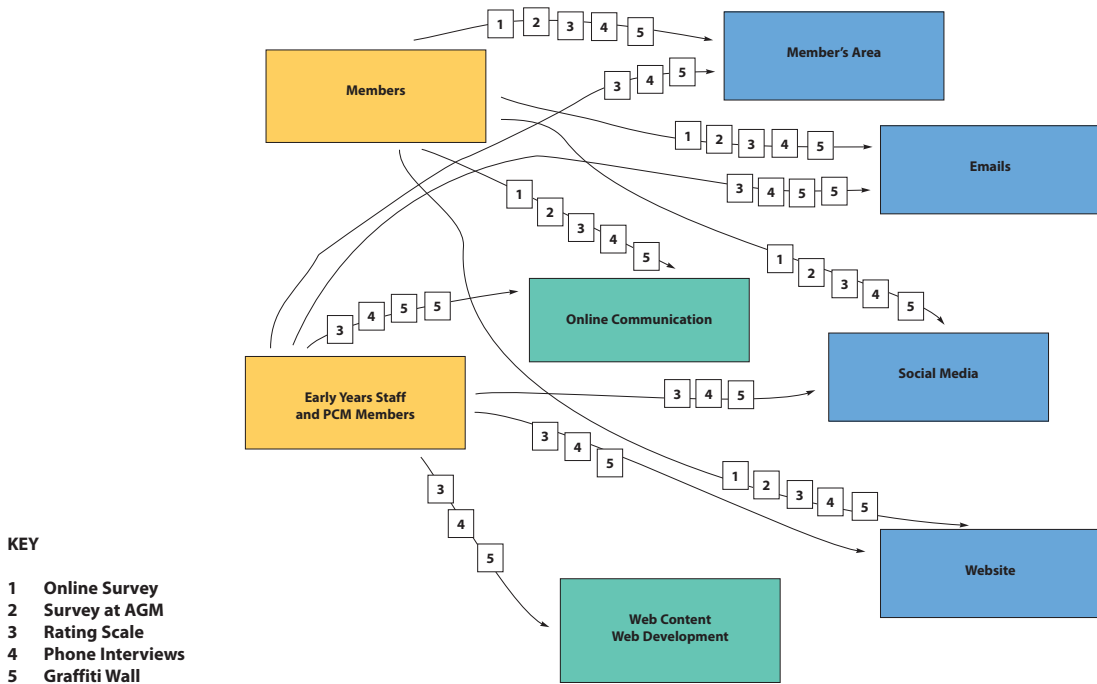 1 2 3 4 5
Member's Area
3 4 5
Members
1 2 3 4 5
Emails
3 4 5 5
1 2 3 4 5
1 2 3 4 5
Online Communication
3 4 5 5
Social Media
Early Years Staff
and PCM Members
3 4 5
3 4 5
1 2 3 4 5
Website
3 4 5
Web Content
Web Development
KEY
1 Online Survey
2 Survey at AGM
3 Rating Scale
4 Phone Interviews
5 Graffiti Wall